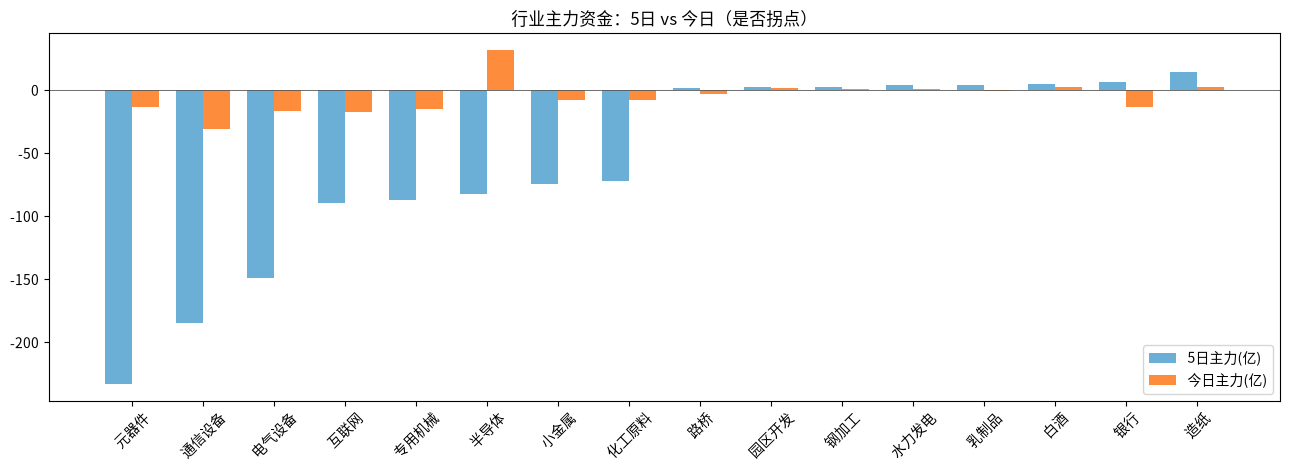 行业主力资金：5日 vs 今日（是否拐点）
0
-50
-100
-150
-200
元器件
通信设备
电气设备
互联网
专用机械
半导体
小金属
化工原料
路桥
园区开发
钢加工
水力发电
乳制品
白酒
银行
造纸
5日主力(亿)
今日主力(亿)